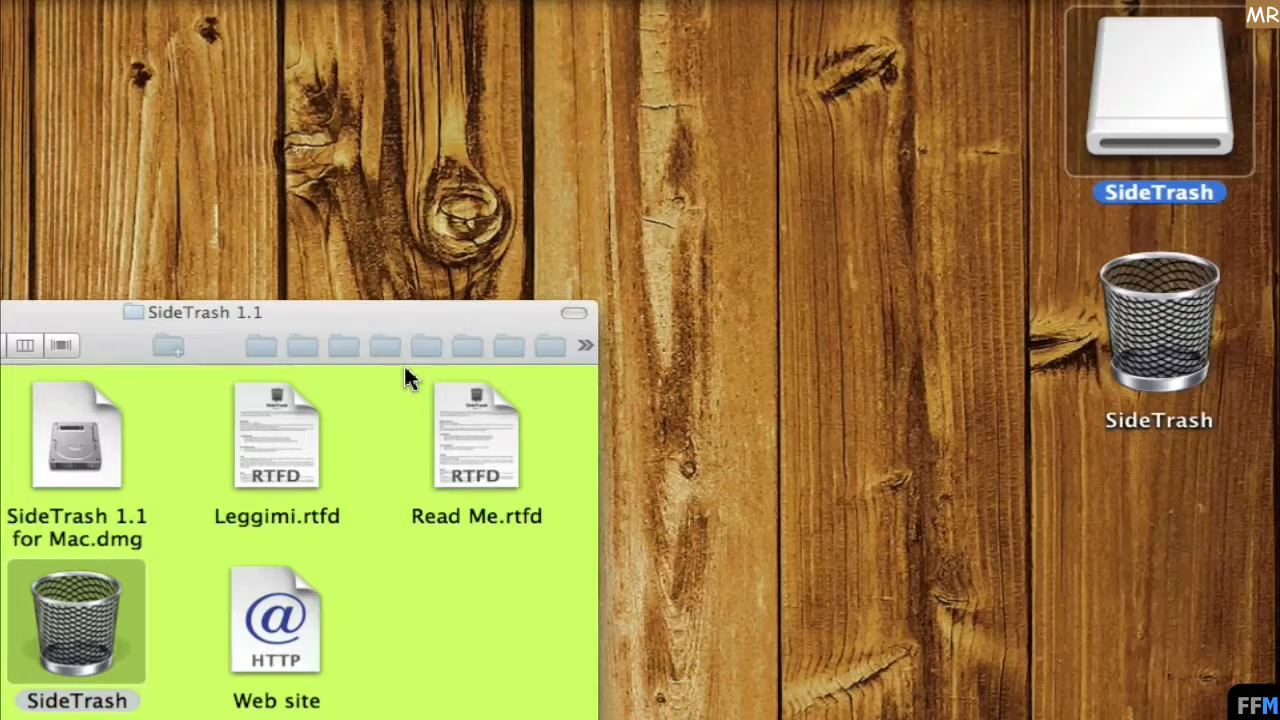 MR
SideTrash
SideTrash
SideTrash 1.1
SideTrash 1.1
for Mac.dmg
RTFD
Leggimi.rtfd
RTFD
Read Me.rtfd
SideTrash
@
HTTP
Web site
FFM